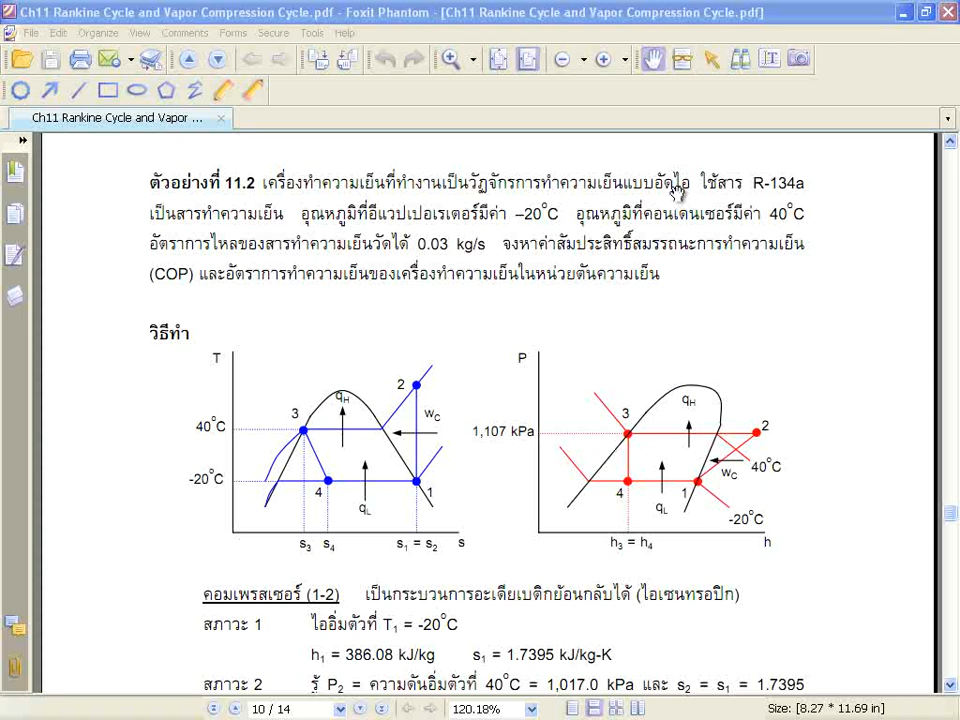 Ch11 Rankine Cycle and Vapor Compression Cycle.pdf - Foxit Phantom - [Ch11 Rankine Cycle and Vapor Compression Cycle.pdf]
File Edit Organize View Comments Forms Secure Tools Help
Ch11 Rankine Cycle and Vapor ...
ตัวอย่างที่ 11.2 เครื่องทำความเย็นที่ทำงานเป็นวัฏจักรการทำความเย็นแบบอัดไอ ใช้สาร R-134a
เป็นสารทำความเย็น อุณหภูมิที่อีแวปเปอเรเตอร์มีค่า –20°C อุณหภูมิที่คอนเดนเซอร์มีค่า 40°C
อัตราการไหลของสารทำความเย็นวัดได้ 0.03 kg/s จงหาค่าสัมประสิทธิ์สมรรถนะการทำความเย็น
(COP) และอัตราการทำความเย็นของเครื่องทำความเย็นในหน่วยตันความเย็น
วิธีทำ
T
qH
2
3
wC
40°C
-20°C
4
1
qL
s3 s4 s1 = s2 s
P
qH
3
2
1,107 kPa
wC
40°C
4
1
qL
-20°C
h3 = h4 h
คอมเพรสเซอร์ (1-2) เป็นกระบวนการอะเดียเบติกย้อนกลับได้ (ไอเซนทรอปิก)
สภาวะ 1 ไออิ่มตัวที่ T1 = -20°C
h1 = 386.08 kJ/kg s1 = 1.7395 kJ/kg-K
สภาวะ 2 รู้ P2 = ความดันอิ่มตัวที่ 40°C = 1,017.0 kPa และ s2 = s1 = 1.7395
10 / 14 120.18% Size: [8.27 * 11.69 in]